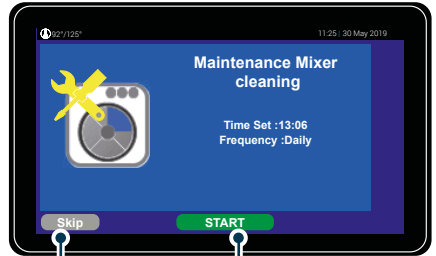 92°/125°
11:25 | 30 May 2019
Maintenance Mixer
cleaning
Time Set :13:06
Frequency :Daily
Skip
START